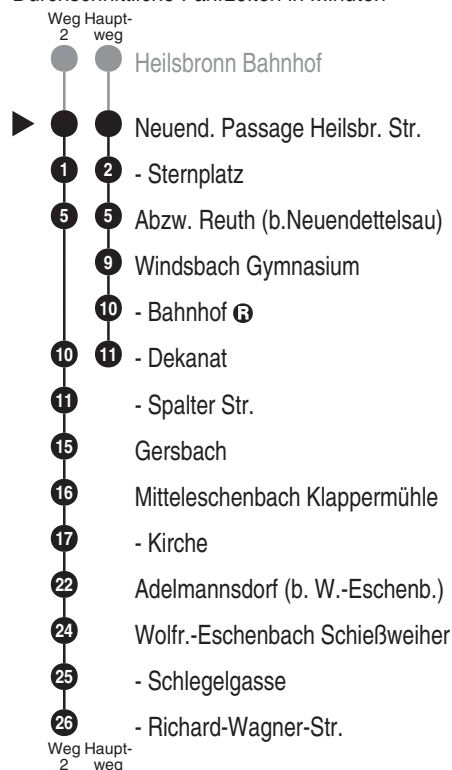 Durchschnittliche Fahrzeiten in Minuten
Weg Haupt-
2 weg
Heilsbronn Bahnhof
Neuend. Passage Heilsbr. Str.
1 2 - Sternplatz
5 5 Abzw. Reuth (b.Neuendettelsau)
9 Windsbach Gymnasium
10 - Bahnhof R
10 11 - Dekanat
11 - Spalter Str.
15 Gersbach
16 Mitteleschenbach Klappermühle
17 - Kirche
22 Adelmannsdorf (b. W.-Eschenb.)
24 Wolfr.-Eschenbach Schießweiher
25 - Schlegelgasse
26 - Richard-Wagner-Str.
Weg Haupt-
2 weg